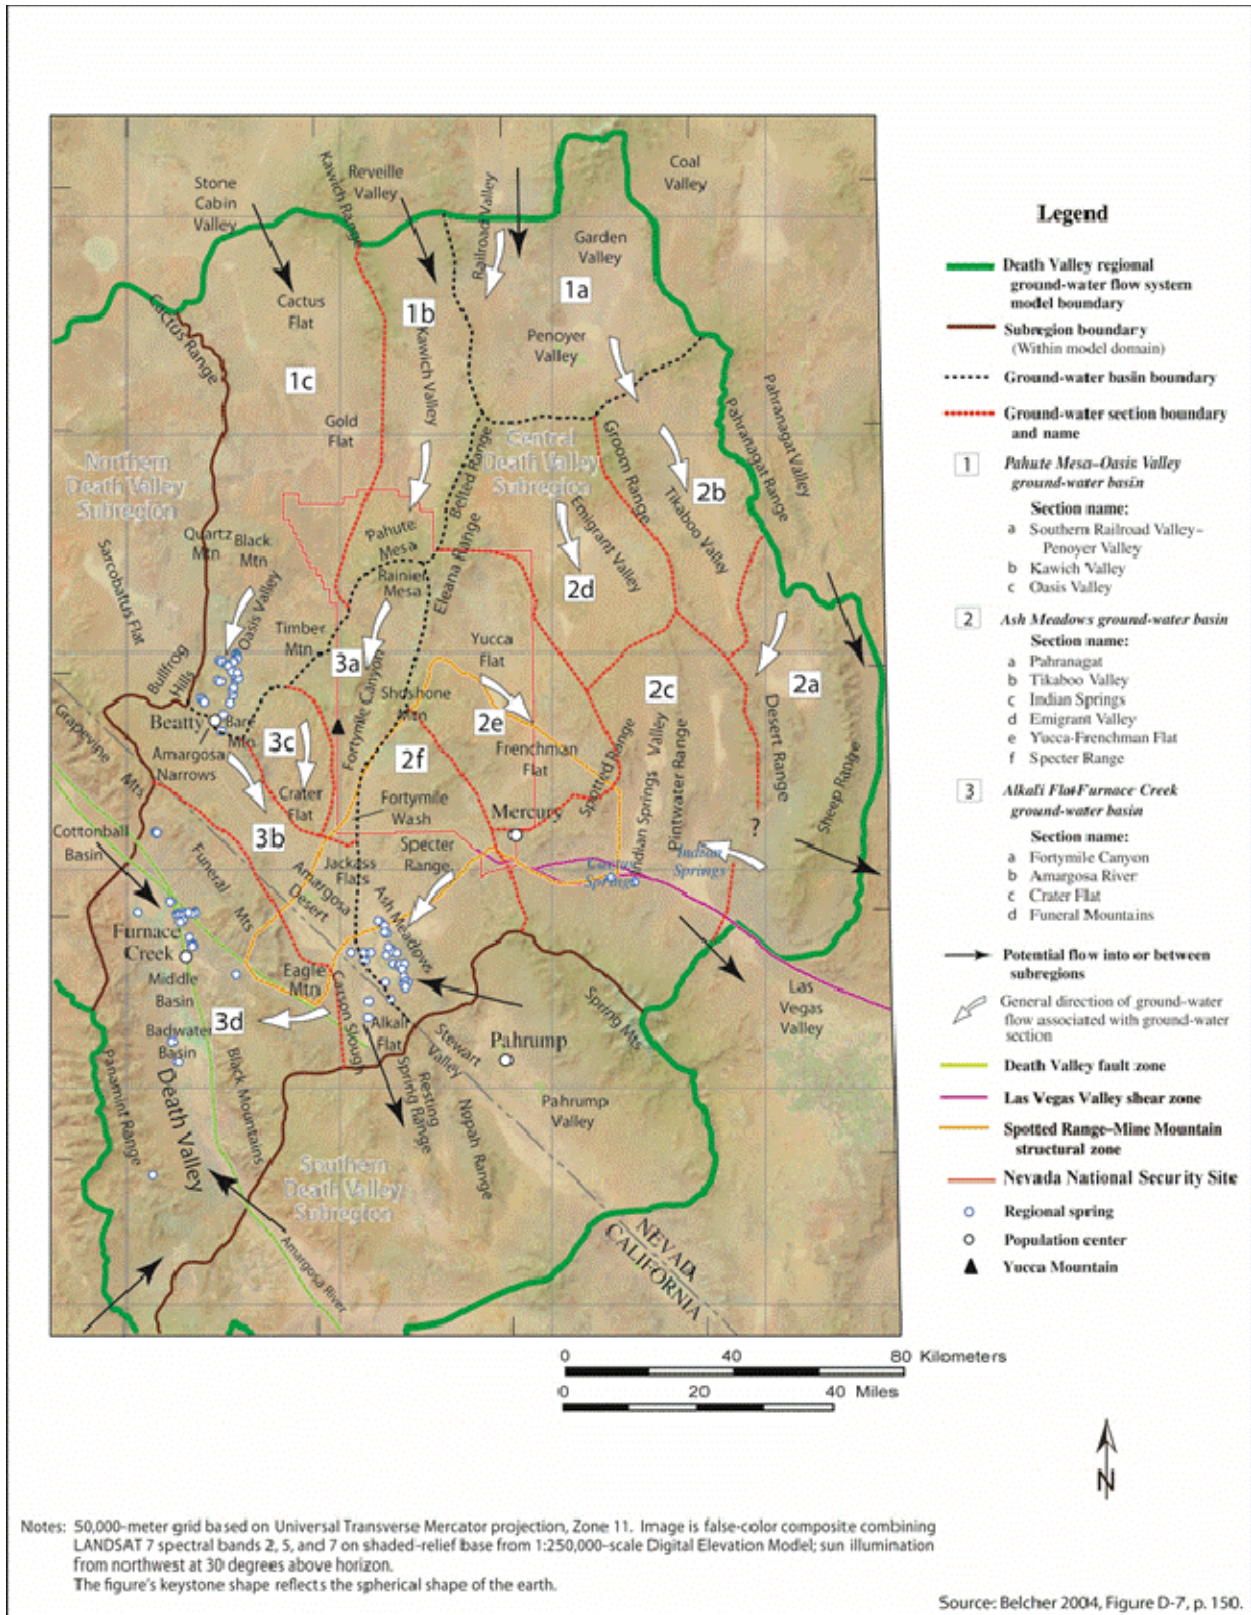 Stone
Cabin
Valley
Kawich Range
Reveille
Valley
Railroad Valley
Coal
Valley
Garden
Valley
Cactus Range
Cactus
Flat
1a
1b
Kawich Valley
Penoyer
Valley
1c
Gold
Flat
Northern
Death Valley
Subregion
Central
Death Valley
Subregion
Belted Range
Groom Range
Pahranagat Range
Pahranagat Valley
2b
Tikaboo Valley
Quartz
Mtn
Black
Mtn
Pahute
Mesa
Emigrant Valley
Sarcobatus Flat
Rainier
Mesa
Eleana Range
2d
Oasis Valley
Timber
Mtn
3a
Yucca
Flat
Bullfrog
Hills
Fortymile Canyon
Shoshone
Mtn
2c
2a
Grapevine
Mts
Beatty
Bare
Mtn
3c
2e
Desert Range
Amargosa
Narrows
2f
Frenchman
Flat
Spotted Range
Indian Springs Valley
Pintwater Range
Sheep Range
Crater
Flat
Fortymile
Wash
Mercury
3b
?
Cottonball
Basin
Funeral
Mts
Jackass
Flats
Specter
Range
Cactus
Springs
Indian
Springs
Amargosa
Desert
Ash Meadows
Furnace
Creek
Middle
Basin
Eagle
Mtn
Carson Slough
Las
Vegas
Valley
Spring Mts
3d
Badwater
Basin
Alkali
Flat
Stewart
Valley
Pahrump
Panamint Range
Death Valley
Black Mountains
Resting
Spring Range
Nopah Range
Pahrump
Valley
Southern
Death Valley
Subregion
Amargosa River
NEVADA
CALIFORNIA
Legend
Death Valley regional
ground-water flow system
model boundary
Subregion boundary
(Within model domain)
Ground-water basin boundary
Ground-water section boundary
and name
1 Pahute Mesa–Oasis Valley
ground-water basin
Section name:
a Southern Railroad Valley–
Penoyer Valley
b Kawich Valley
c Oasis Valley
2 Ash Meadows ground-water basin
Section name:
a Pahranagat
b Tikaboo Valley
c Indian Springs
d Emigrant Valley
e Yucca-Frenchman Flat
f Specter Range
3 Alkali Flat-Furnace Creek
ground-water basin
Section name:
a Fortymile Canyon
b Amargosa River
c Crater Flat
d Funeral Mountains
Potential flow into or between
subregions
General direction of ground-water
flow associated with ground-water
section
Death Valley fault zone
Las Vegas Valley shear zone
Spotted Range–Mine Mountain
structural zone
Nevada National Security Site
Regional spring
Population center
Yucca Mountain
0 40 80 Kilometers
0 20 40 Miles
N
Notes: 50,000-meter grid based on Universal Transverse Mercator projection, Zone 11. Image is false-color composite combining
LANDSAT 7 spectral bands 2, 5, and 7 on shaded-relief base from 1:250,000-scale Digital Elevation Model; sun illumination
from northwest at 30 degrees above horizon.
The figure's keystone shape reflects the spherical shape of the earth.
Source: Belcher 2004, Figure D-7, p. 150.